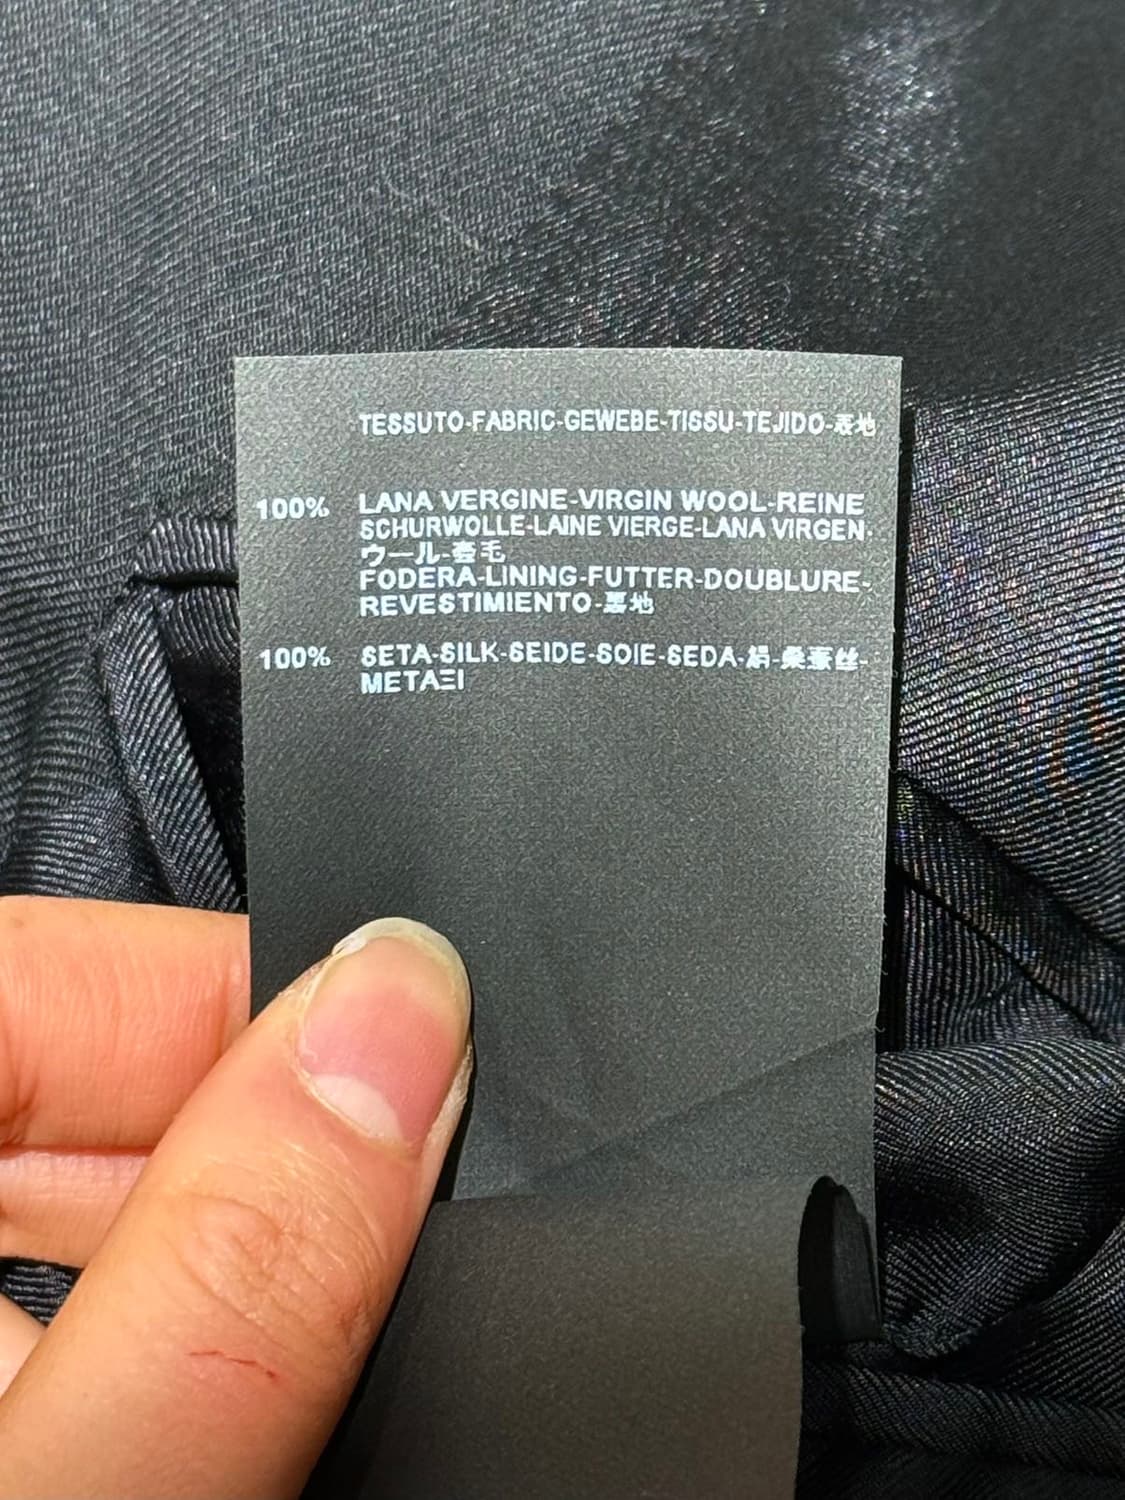 TESSUTO-FABRIC-GEWEBE-TISSU-TEJIDO-表地
100% LANA VERGINE-VIRGIN WOOL-REINE
SCHURWOLLE-LAINE VIERGE-LANA VIRGEN-
ウール-羊毛
FODERA-LINING-FUTTER-DOUBLURE-
REVESTIMIENTO-裏地
100% SETA-SILK-SEIDE-SOIE-SEDA-絹-桑蚕丝-
ΜΕΤΑΞΙ